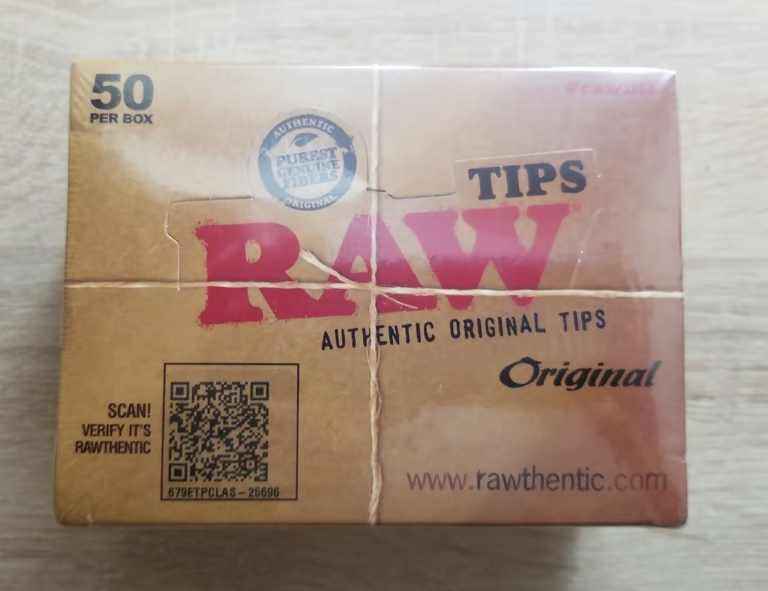 50
PER BOX
AUTHENTIC
PUREST
GENUINE
FIBERS
ORIGINAL
TIPS
RAW
AUTHENTIC ORIGINAL TIPS
Original
SCAN!
VERIFY IT'S
RAWTHENTIC
679ETPCLAS - 26696
www.rawthentic.com